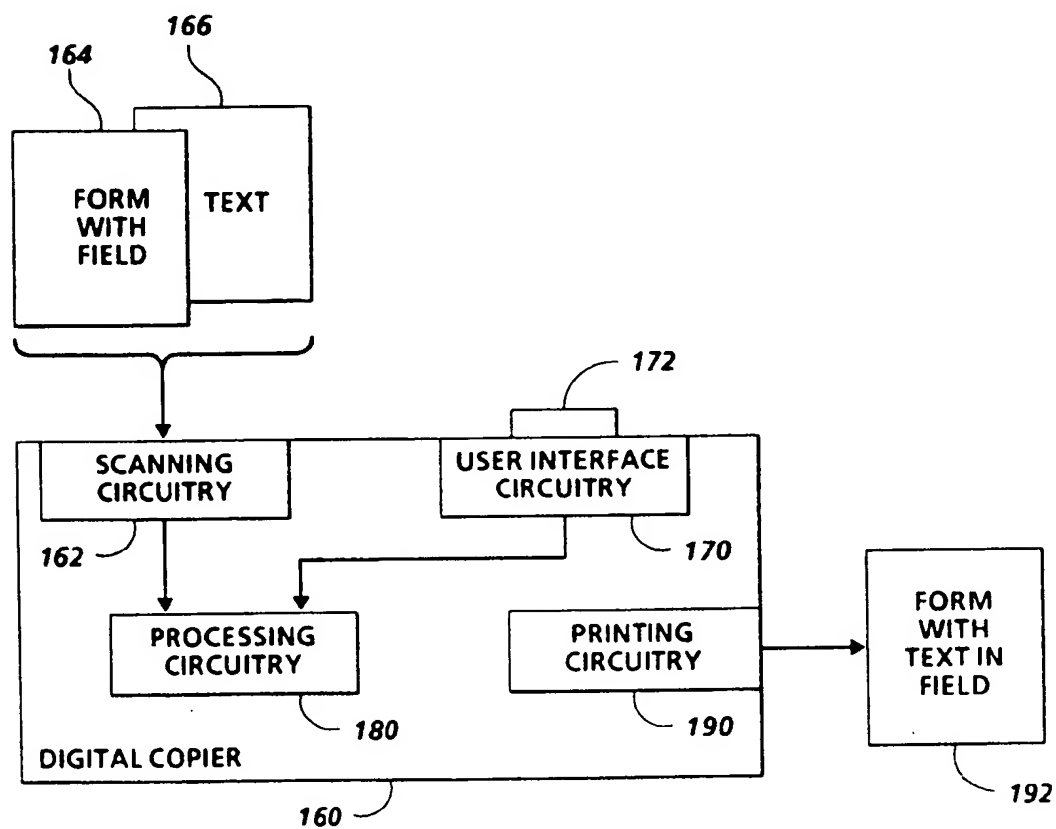 166
164
FORM
WITH
FIELD
TEXT
172
SCANNING
CIRCUITRY
USER INTERFACE
CIRCUITRY
162
170
PROCESSING
CIRCUITRY
PRINTING
CIRCUITRY
FORM
WITH
TEXT IN
FIELD
180
190
DIGITAL COPIER
160
192